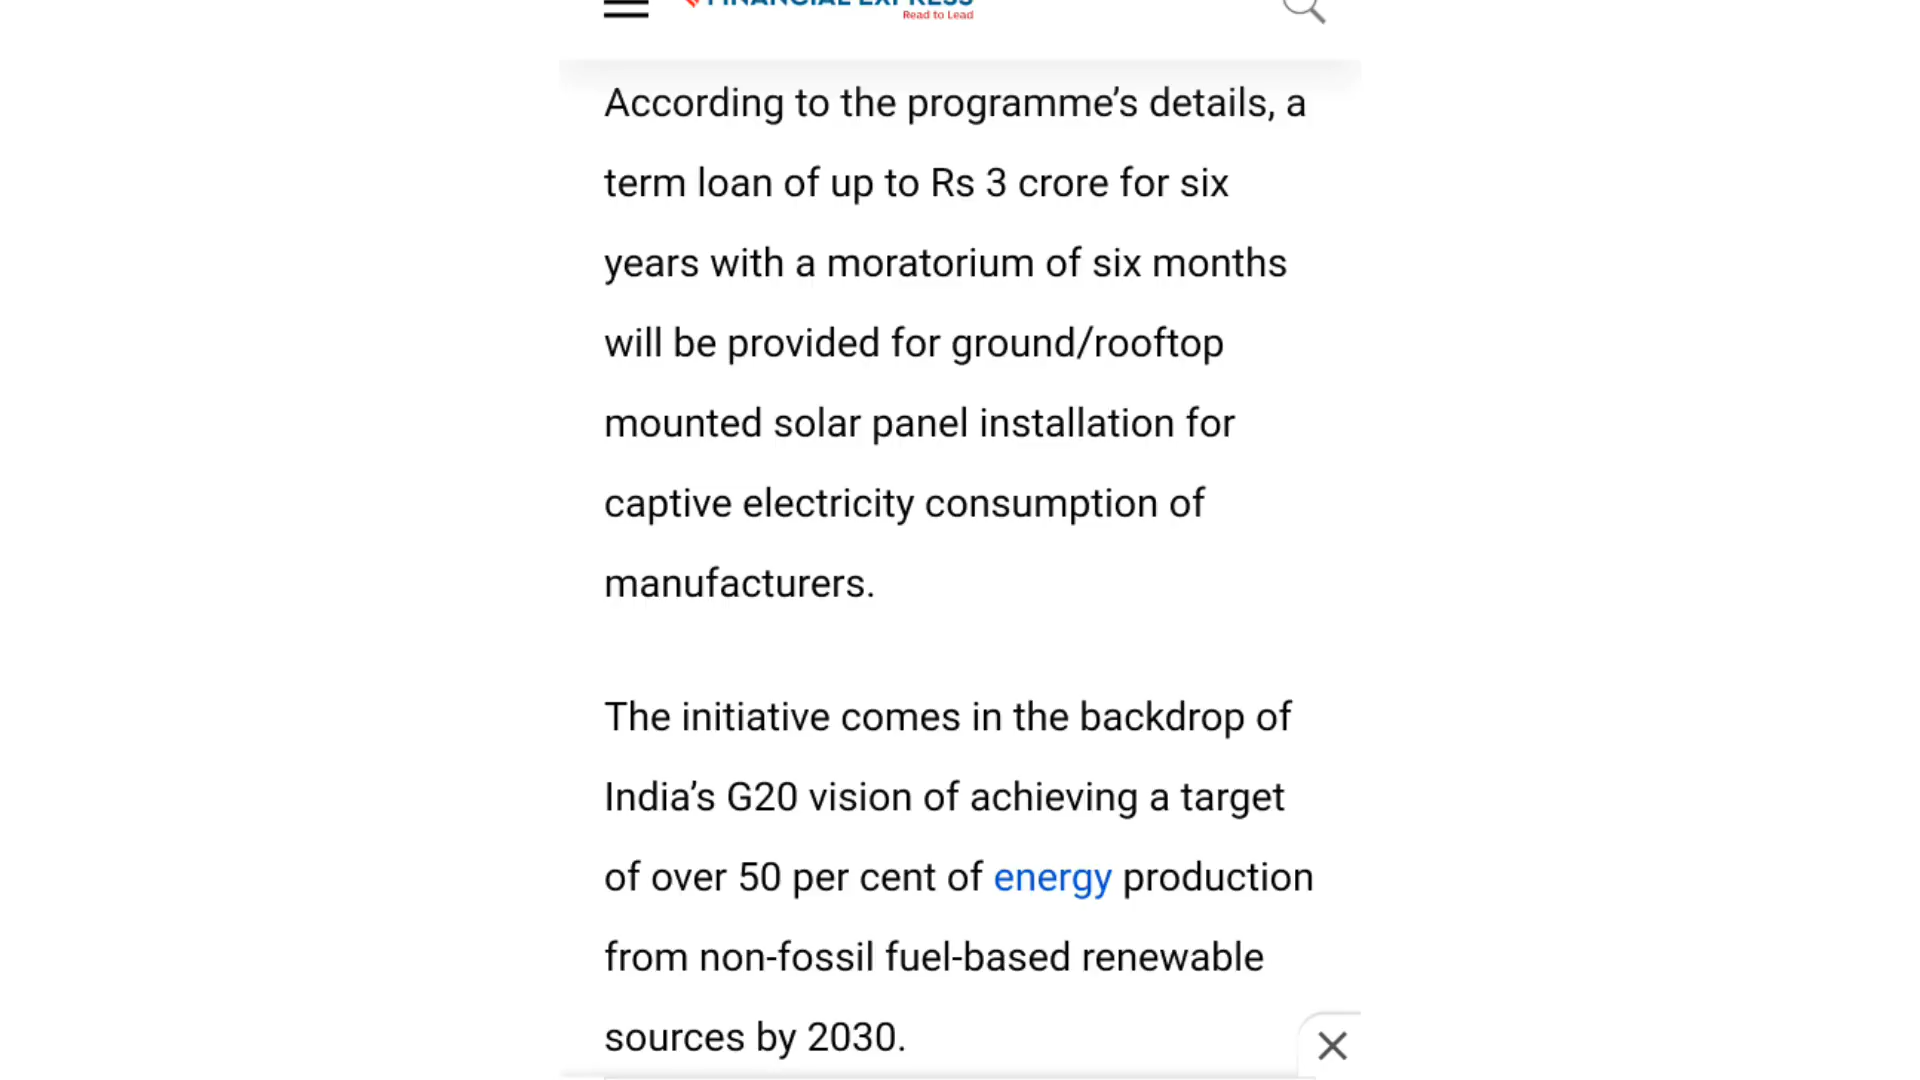 FINANCIAL EXPRESS
Read to Lead
According to the programme’s details, a
term loan of up to Rs 3 crore for six
years with a moratorium of six months
will be provided for ground/rooftop
mounted solar panel installation for
captive electricity consumption of
manufacturers.
The initiative comes in the backdrop of
India’s G20 vision of achieving a target
of over 50 per cent of energy production
from non-fossil fuel-based renewable
sources by 2030.